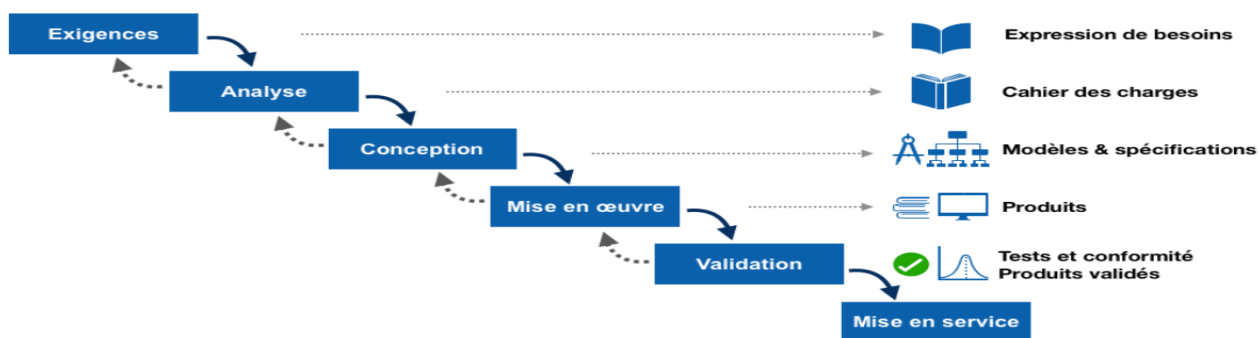 Exigences
Expression de besoins
Analyse
Cahier des charges
Conception
Modèles & spécifications
Mise en œuvre
Produits
Validation
Tests et conformité
Produits validés
Mise en service